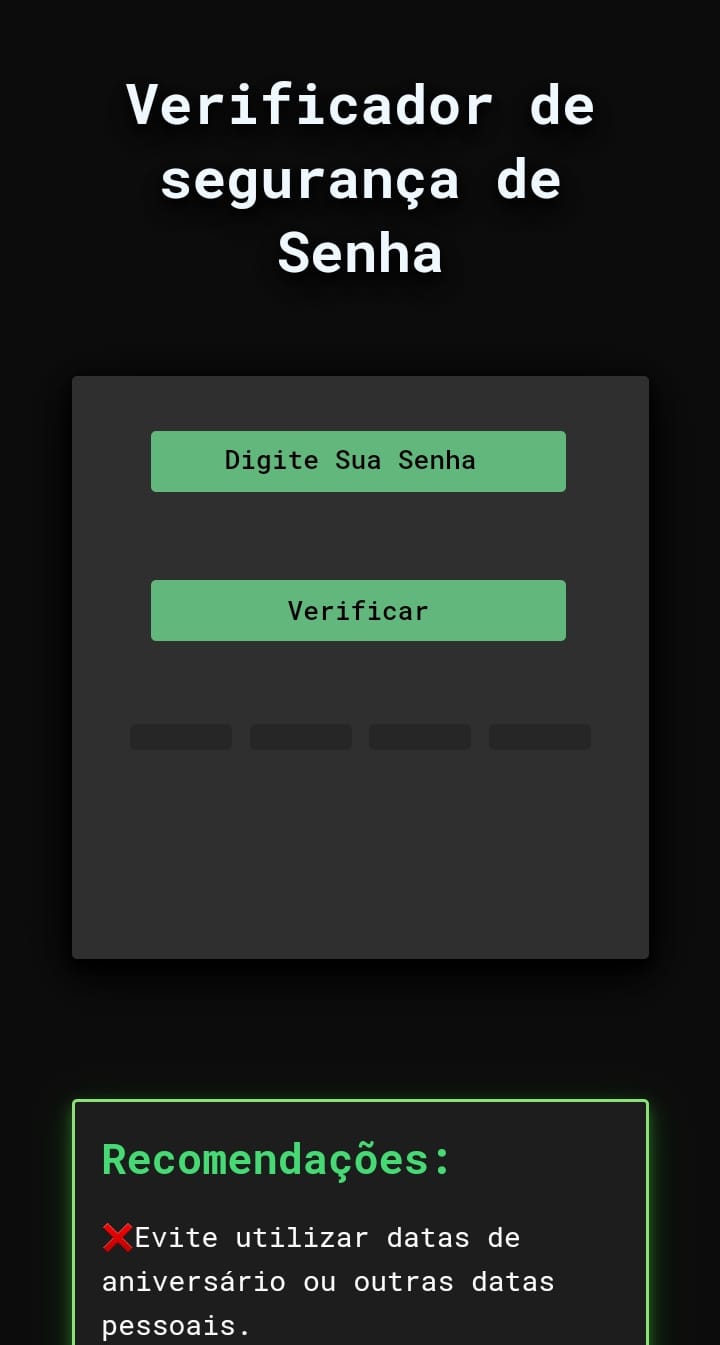 Verificador de
segurança de
Senha
Digite Sua Senha
Verificar
Recomendações:
❌Evite utilizar datas de
aniversário ou outras datas
pessoais.